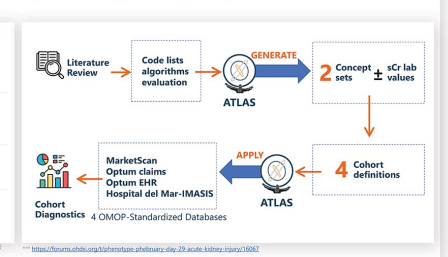 Literature
Review
Code lists
algorithms
evaluation
ATLAS
GENERATE
2 Concept sets ± sCr lab values
4 Cohort definitions
ATLAS
APPLY
MarketScan
Optum claims
Optum EHR
Hospital del Mar-IMASIS
4 OMOP-Standardized Databases
Cohort
Diagnostics
*** https://forums.ohdsi.org/t/phenotype-phebruary-day-29-acute-kidney-injury/16067